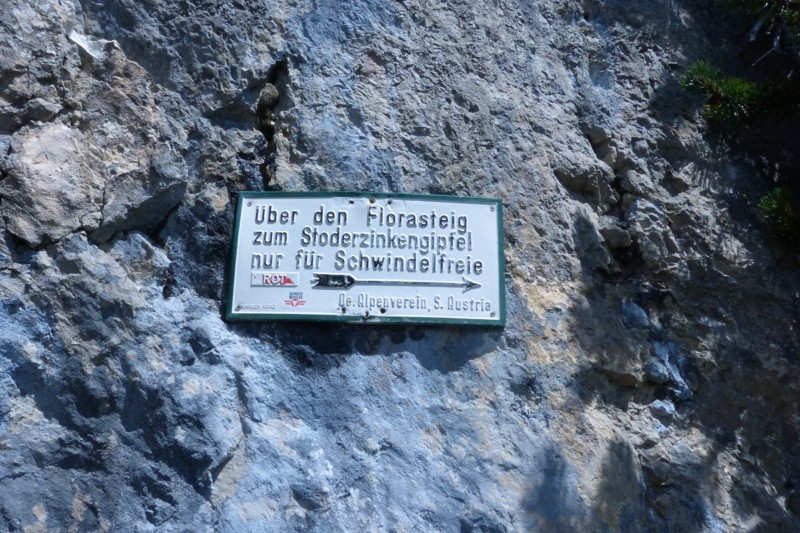 Über den Florasteig
zum Stoderzinkengipfel
nur für Schwindelfreie
ROT
Oe. Alpenverein, S. Austria